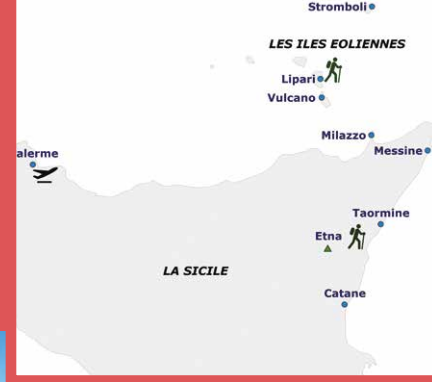 Stromboli
LES ILES EOLIENNES
Lipari
Vulcano
Milazzo
Messine
alerme
Taormine
Etna
LA SICILE
Catane